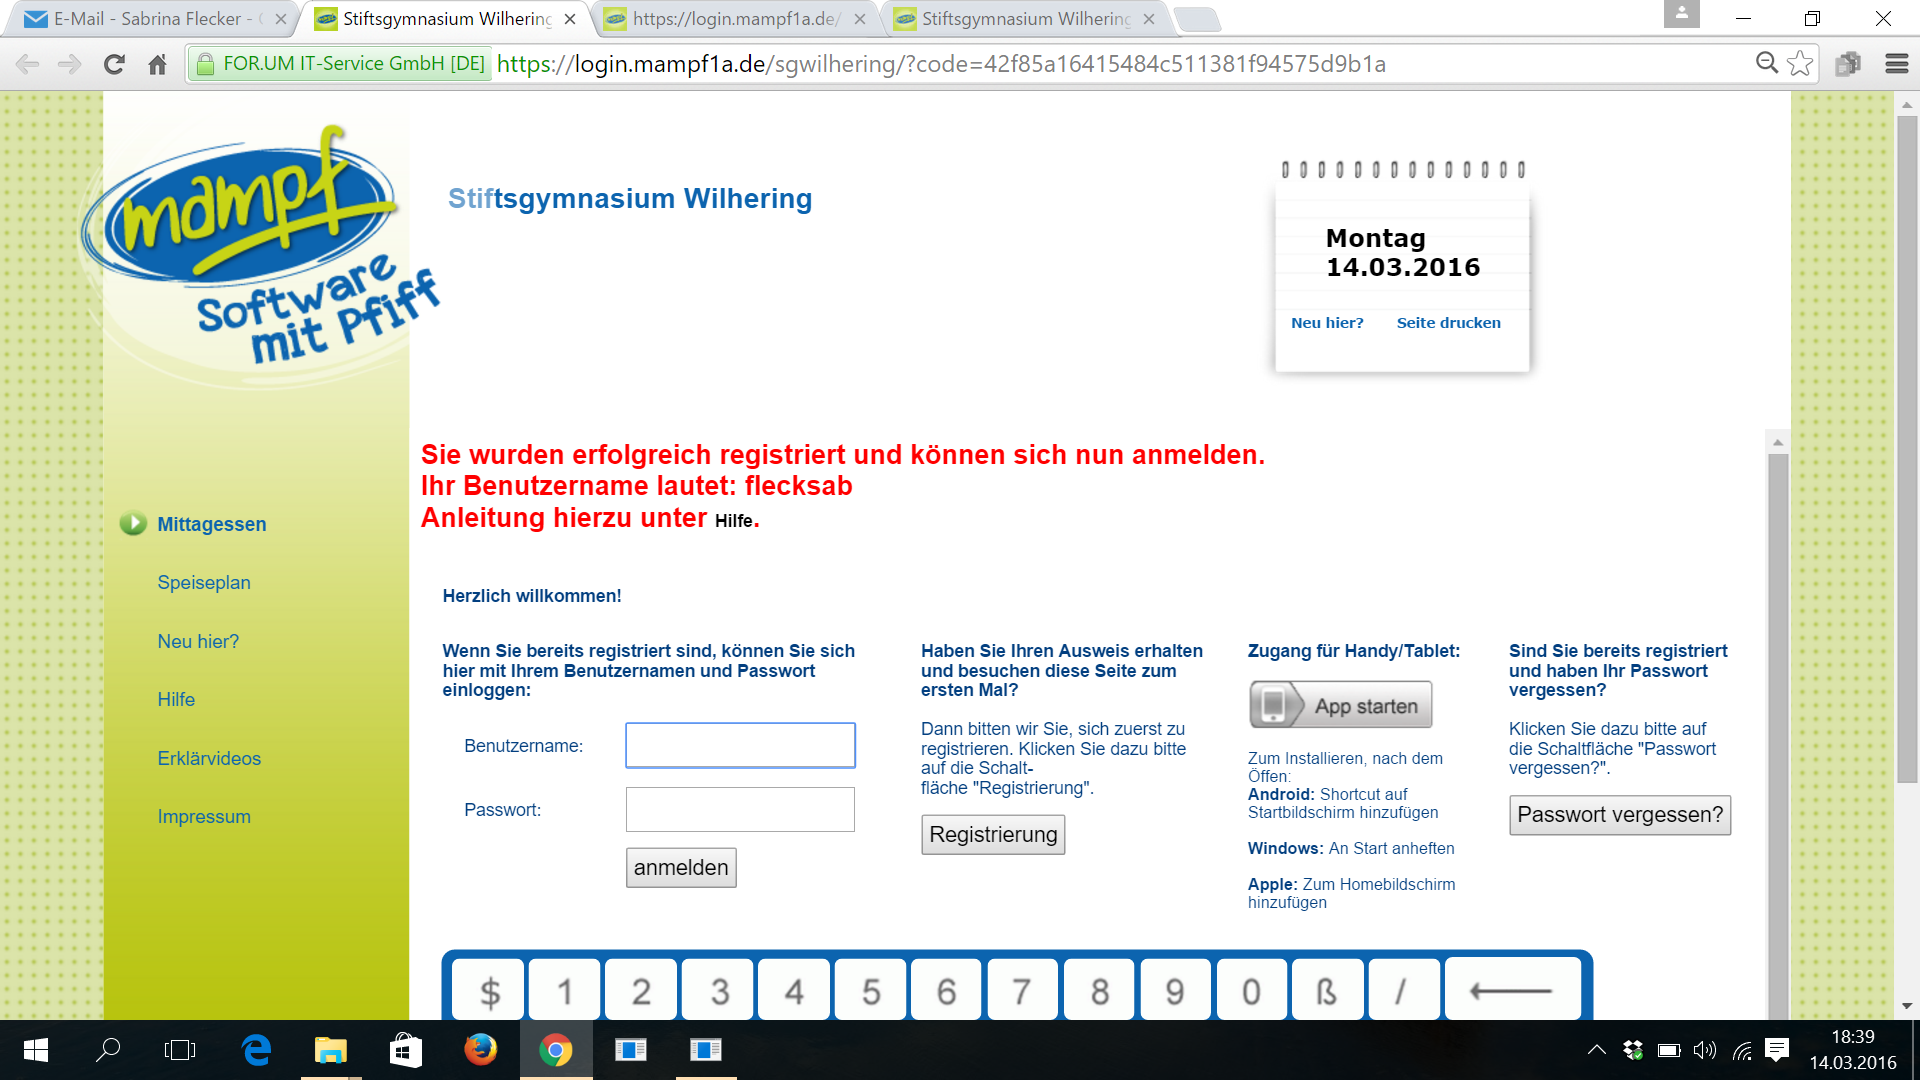 E-Mail - Sabrina Flecker -
Stiftsgymnasium Wilhering
https://login.mampf1a.de/
Stiftsgymnasium Wilhering
FOR.UM IT-Service GmbH [DE]
https://login.mampf1a.de/sgwilhering/?code=42f85a16415484c511381f94575d9b1a
mampf
Software
mit Pfiff
Stiftsgymnasium Wilhering
Montag
14.03.2016
Neu hier? Seite drucken
Mittagessen
Speiseplan
Neu hier?
Hilfe
Erklärvideos
Impressum
Sie wurden erfolgreich registriert und können sich nun anmelden.
Ihr Benutzername lautet: flecksab
Anleitung hierzu unter Hilfe.
Herzlich willkommen!
Wenn Sie bereits registriert sind, können Sie sich
hier mit Ihrem Benutzernamen und Passwort
einloggen:
Benutzername:
Passwort:
anmelden
Haben Sie Ihren Ausweis erhalten
und besuchen diese Seite zum
ersten Mal?
Dann bitten wir Sie, sich zuerst zu
registrieren. Klicken Sie dazu bitte
auf die Schalt-
fläche "Registrierung".
Registrierung
Zugang für Handy/Tablet:
App starten
Zum Installieren, nach dem
Öffen:
Android: Shortcut auf
Startbildschirm hinzufügen
Windows: An Start anheften
Apple: Zum Homebildschirm
hinzufügen
Sind Sie bereits registriert
und haben Ihr Passwort
vergessen?
Klicken Sie dazu bitte auf
die Schaltfläche "Passwort
vergessen?".
Passwort vergessen?
$ 1 2 3 4 5 6 7 8 9 0 ß /
18:39
14.03.2016